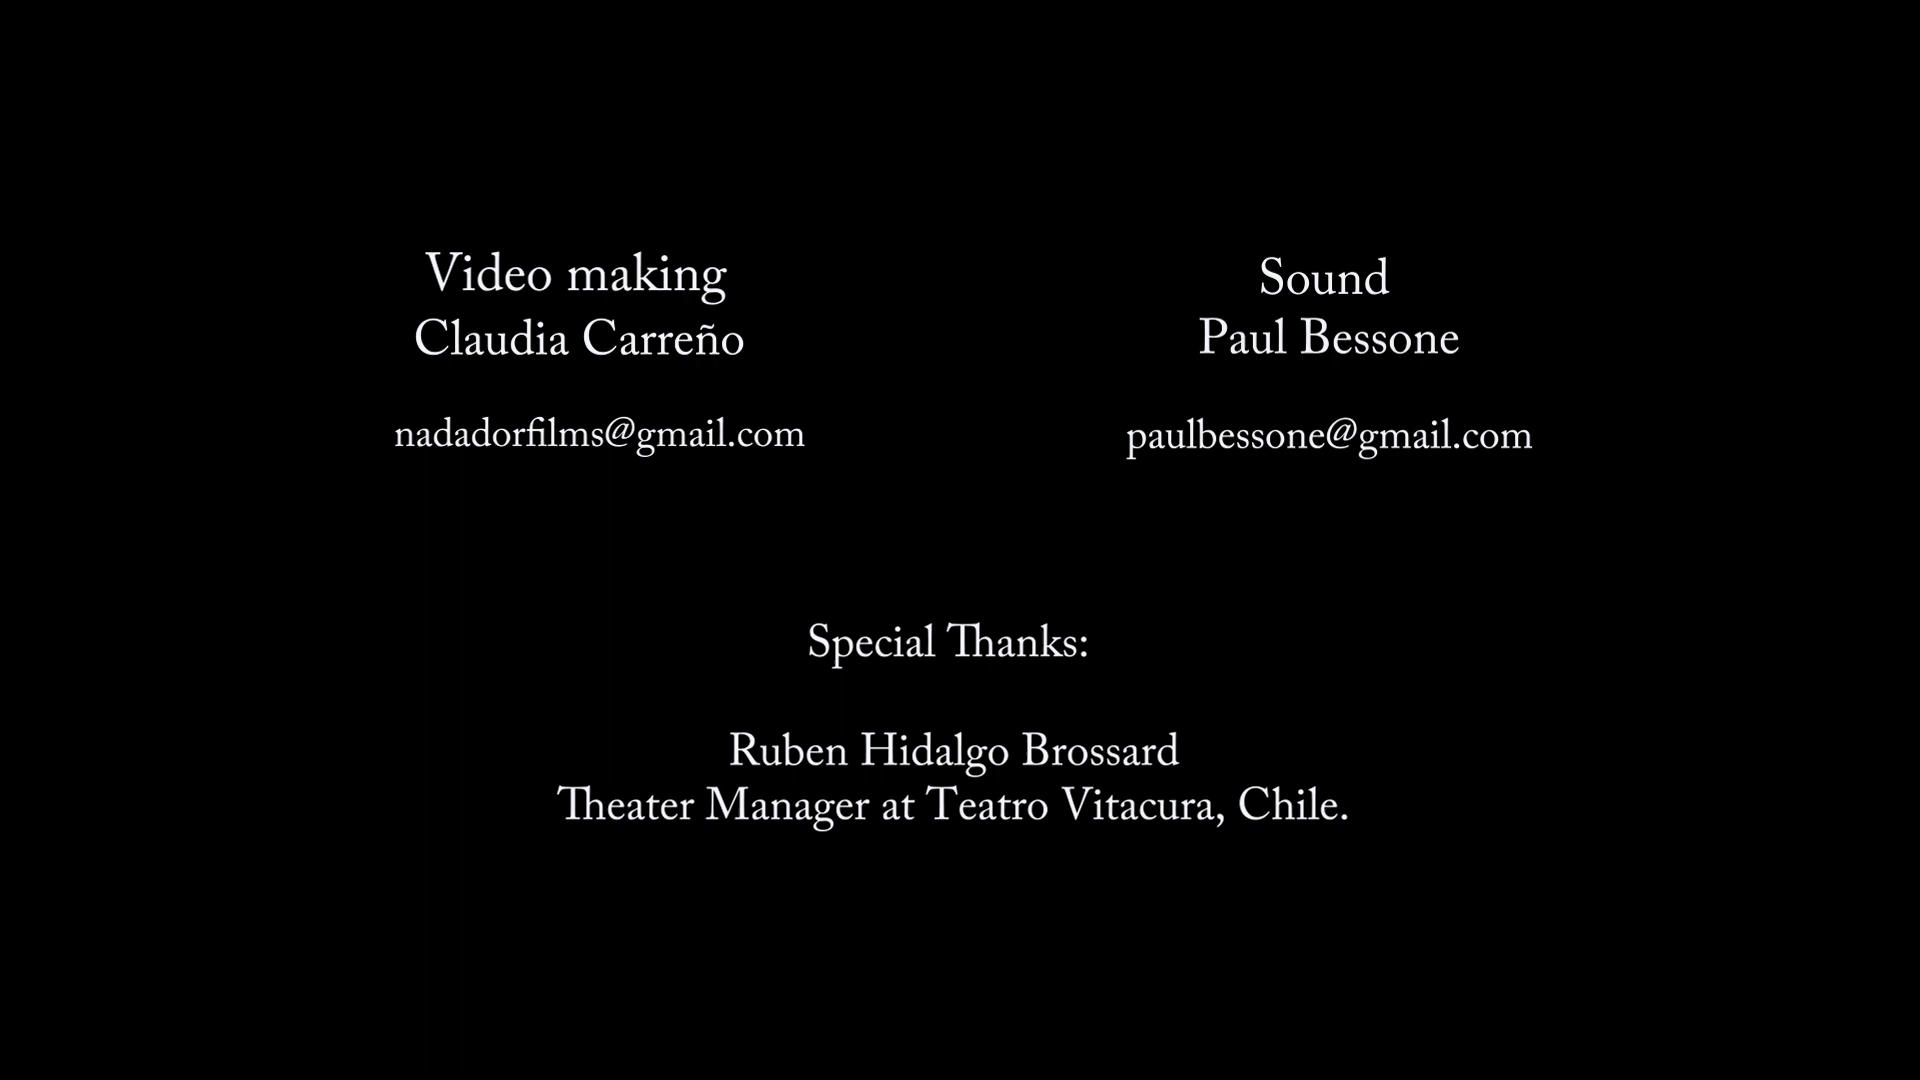 Video making
Claudia Carreño
nadadorfilms@gmail.com
Sound
Paul Bessone
paulbessone@gmail.com
Special Thanks:
Ruben Hidalgo Brossard
Theater Manager at Teatro Vitacura, Chile.